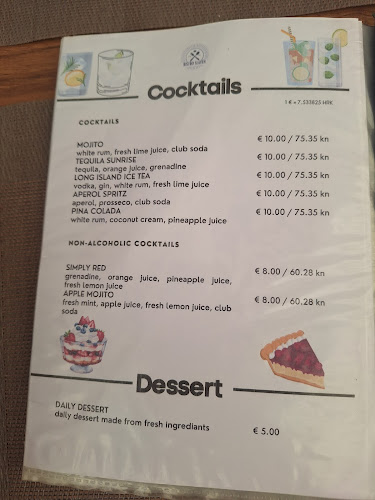 Cocktails
1 € = 7.533825 HRK
COCKTAILS
MOJITO € 10.00 / 75.35 kn
white rum, fresh lime juice, club soda
TEQUILA SUNRISE € 10.00 / 75.35 kn
tequila, orange juice, grenadine
LONG ISLAND ICE TEA € 10.00 / 75.35 kn
vodka, gin, white rum, fresh lime juice
APEROL SPRITZ € 10.00 / 75.35 kn
aperol, prosseco, club soda
PINA COLADA € 10.00 / 75.35 kn
white rum, coconut cream, pineapple juice
NON-ALCOHOLIC COCKTAILS
SIMPLY RED € 8.00 / 60.28 kn
grenadine, orange juice, pineapple juice,
fresh lemon juice
APPLE MOJITO € 8.00 / 60.28 kn
fresh mint, apple juice, fresh lemon juice, club
soda
Dessert
DAILY DESSERT € 5.00
daily dessert made from fresh ingrediants